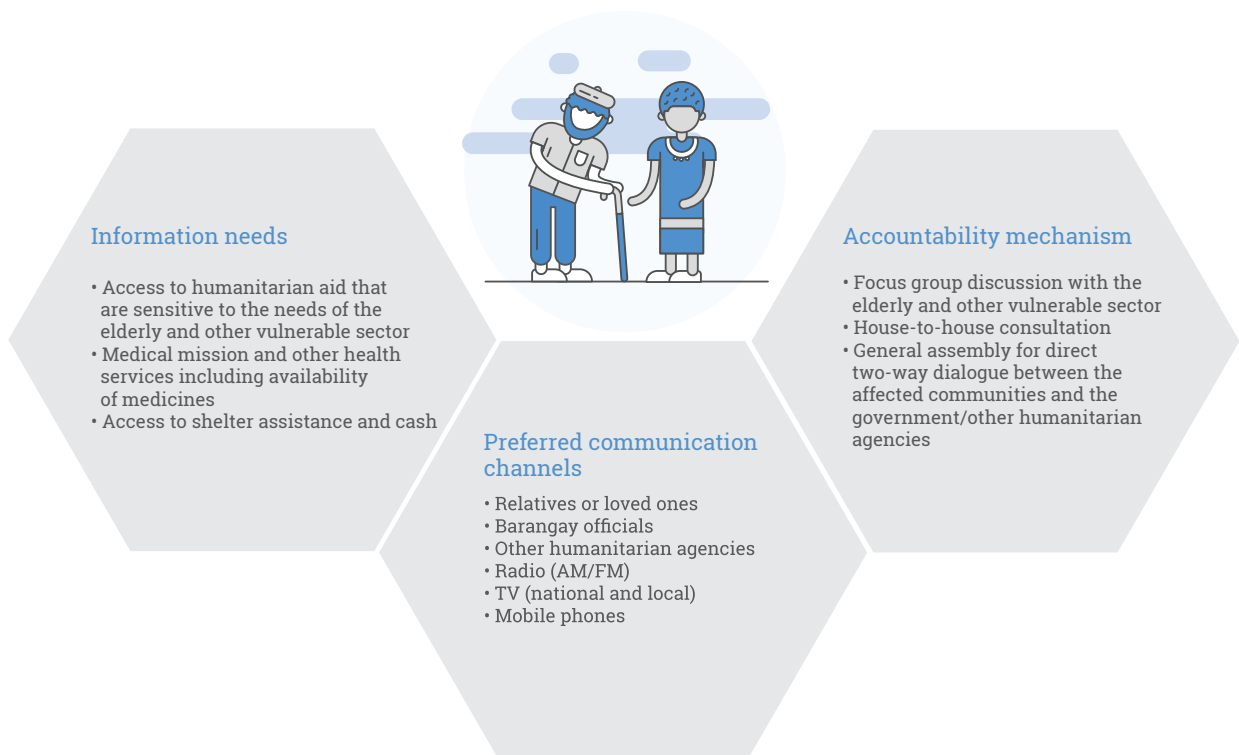 Information needs
• Access to humanitarian aid that
are sensitive to the needs of the
elderly and other vulnerable sector
• Medical mission and other health
services including availability
of medicines
• Access to shelter assistance and cash
Preferred communication
channels
• Relatives or loved ones
• Barangay officials
• Other humanitarian agencies
• Radio (AM/FM)
• TV (national and local)
• Mobile phones
Accountability mechanism
• Focus group discussion with the
elderly and other vulnerable sector
• House-to-house consultation
• General assembly for direct
two-way dialogue between the
affected communities and the
government/other humanitarian
agencies